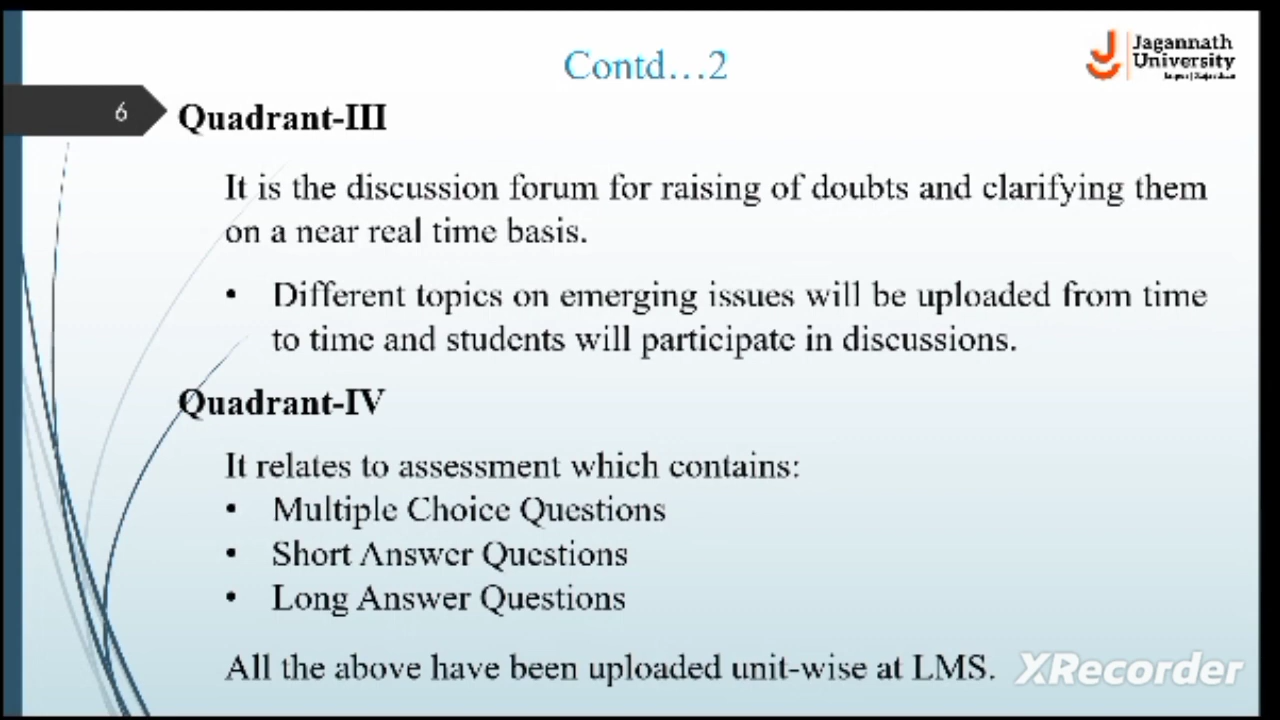 Contd…2
Jagannath
University
6
Quadrant-III
It is the discussion forum for raising of doubts and clarifying them
on a near real time basis.
• Different topics on emerging issues will be uploaded from time
to time and students will participate in discussions.
Quadrant-IV
It relates to assessment which contains:
• Multiple Choice Questions
• Short Answer Questions
• Long Answer Questions
All the above have been uploaded unit-wise at LMS.
XRecorder